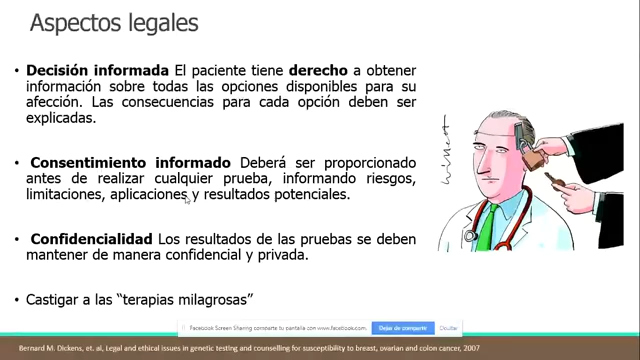 Aspectos legales
• Decisión informada El paciente tiene derecho a obtener
información sobre todas las opciones disponibles para su
afección. Las consecuencias para cada opción deben ser
explicadas.
• Consentimiento informado Deberá ser proporcionado
antes de realizar cualquier prueba, informando riesgos,
limitaciones, aplicaciones y resultados potenciales.
• Confidencialidad Los resultados de las pruebas se deben
mantener de manera confidencial y privada.
• Castigar a las “terapias milagrosas”
Facebook Screen Sharing comparte tu pantalla con www.facebook.com.
Dejar de compartir
Ocultar
Bernard M. Dickens, et. al, Legal and ethical issues in genetic testing and counselling for susceptibility to breast, ovarian and colon cancer, 2007